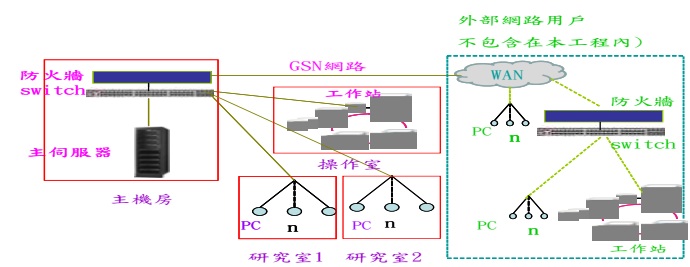 外部網路用戶
不包含在本工程內)
GSN網路
防火牆
switch
工作站
WAN
防火牆
PC
n
switch
主伺服器
操作室
主機房
PC
n
PC
n
PC
n
工作站
研究室1
研究室2